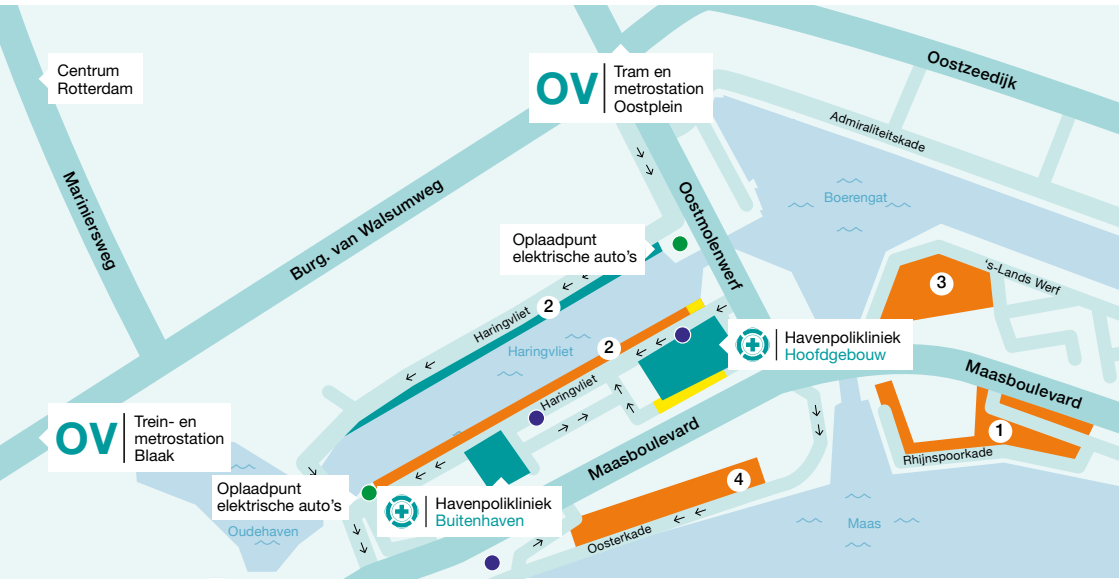 Centrum
Rotterdam
OV
Tram en
metrostation
Oostplein
Oostzeedijk
Admiraliteitskade
Mariniersweg
Burg. van Walsumweg
Oostmolenwerf
Boerengat
Oplaadpunt
elektrische auto's
's-Lands Werf
3
2
Haringvliet
Haringvliet
2
Haringvliet
Havenpolikliniek
Hoofdgebouw
Maasboulevard
Maasboulevard
1
Rhijnspoorkade
OV
Trein- en
metrostation
Blaak
4
Oplaadpunt
elektrische auto's
Havenpolikliniek
Buitenhaven
Oudehaven
Oosterkade
Maas